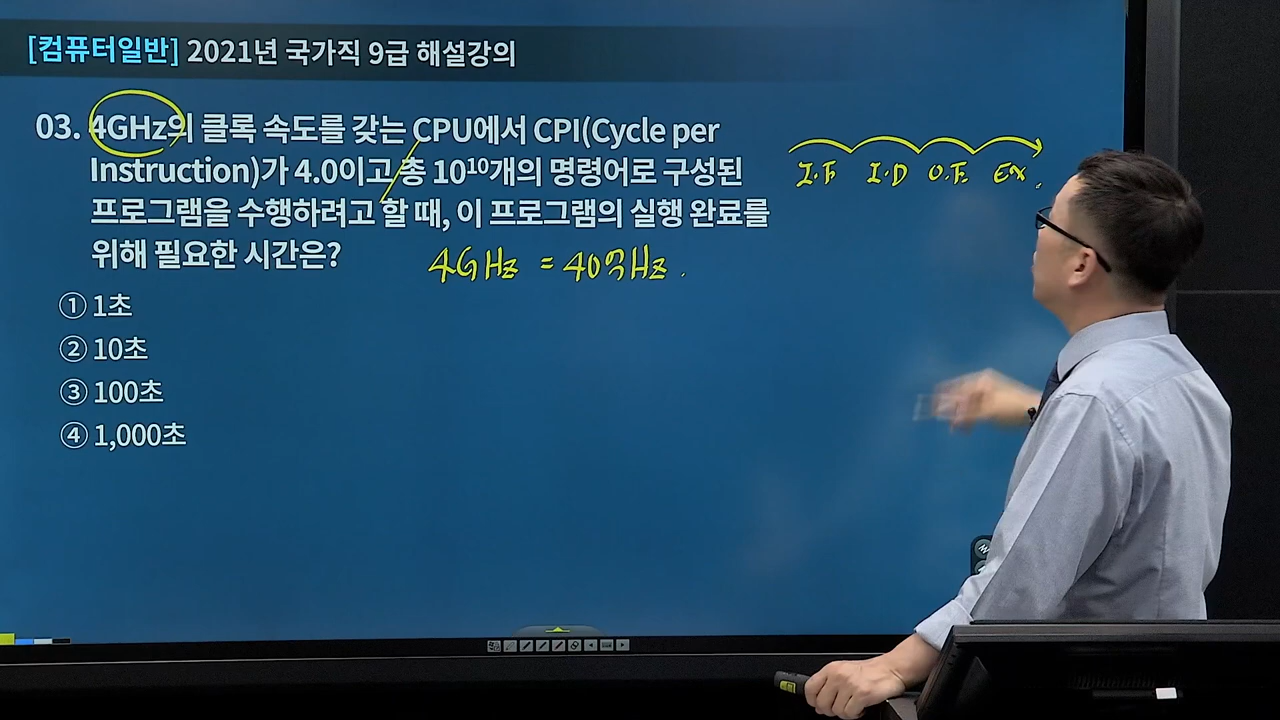 [컴퓨터일반] 2021년 국가직 9급 해설강의
03. 4GHz의 클록 속도를 갖는 CPU에서 CPI(Cycle per
Instruction)가 4.0이고 총 10¹⁰개의 명령어로 구성된
프로그램을 수행하려고 할 때, 이 프로그램의 실행 완료를
위해 필요한 시간은?
① 1초
② 10초
③ 100초
④ 1,000초
I.F I.D O.F. Ex.
4GHz = 40억Hz.